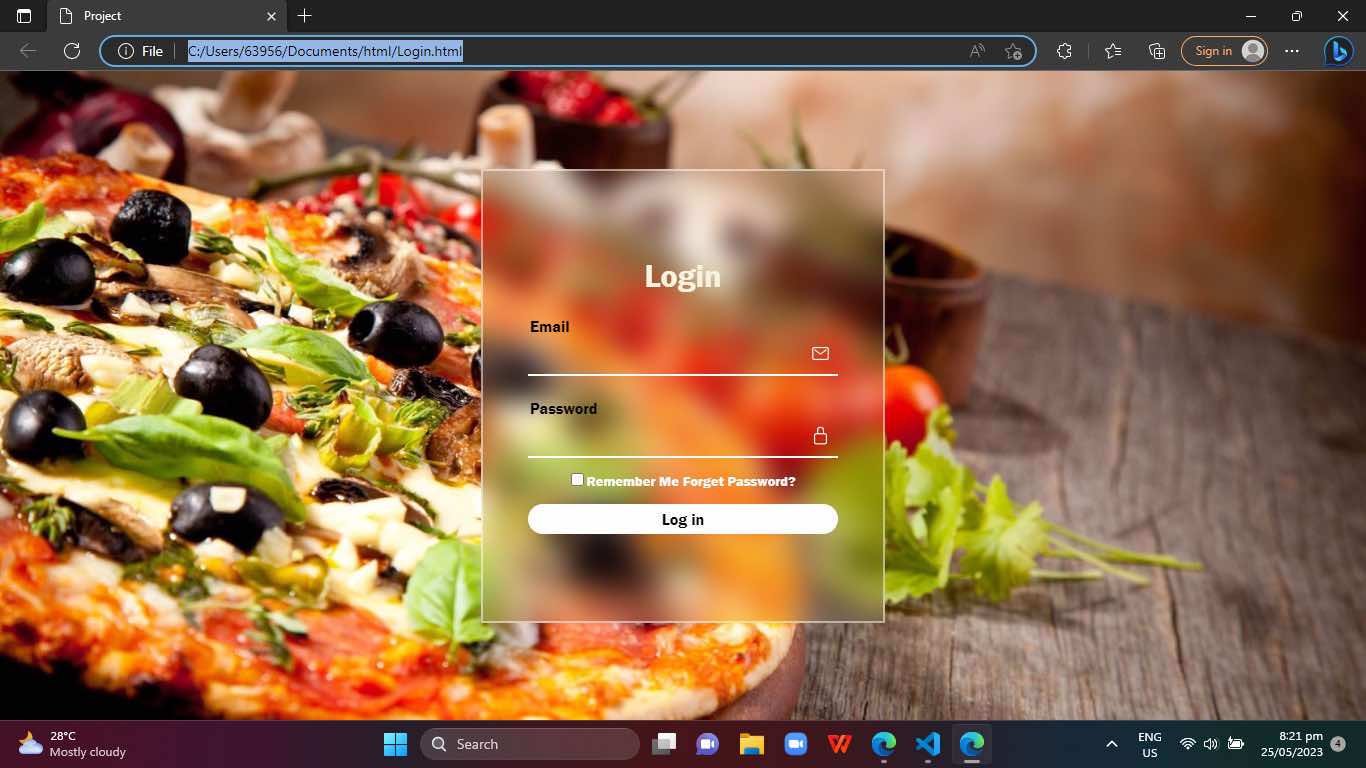 Project
File
C:/Users/63956/Documents/html/Login.html
Sign in
Login
Email
Password
Remember Me Forget Password?
Log in
28°C
Mostly cloudy
Search
ENG
US
8:21 pm
25/05/2023
4